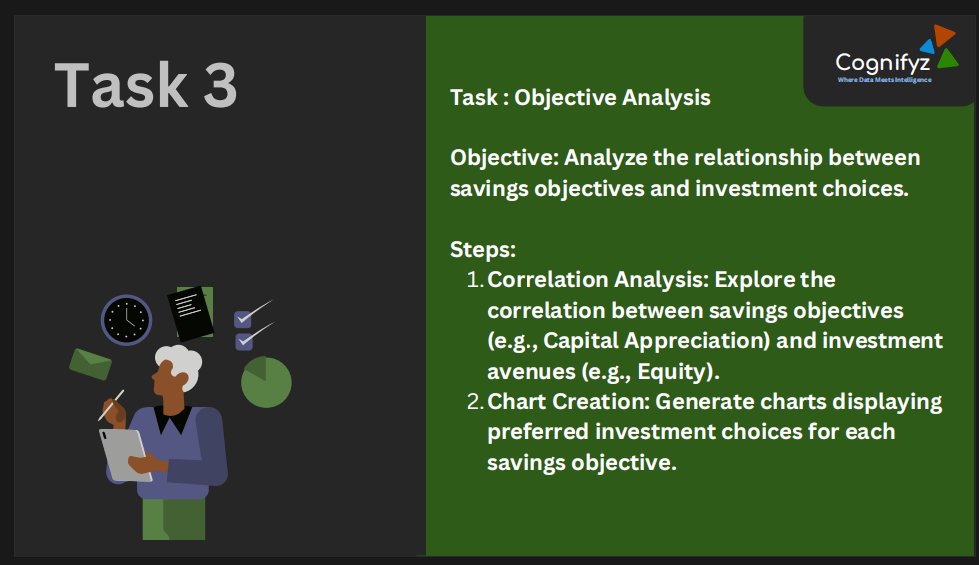 Task 3
Cognifyz
Where Data Meets Intelligence
Task : Objective Analysis
Objective: Analyze the relationship between
savings objectives and investment choices.
Steps:
1. Correlation Analysis: Explore the
correlation between savings objectives
(e.g., Capital Appreciation) and investment
avenues (e.g., Equity).
2. Chart Creation: Generate charts displaying
preferred investment choices for each
savings objective.